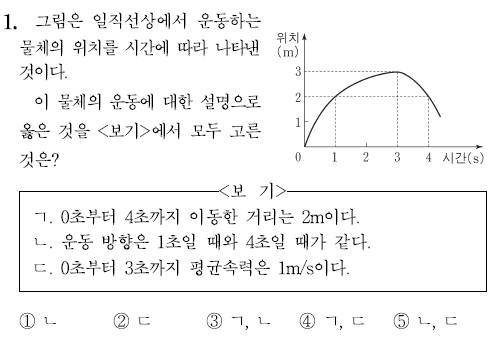 1. 그림은 일직선상에서 운동하는
물체의 위치를 시간에 따라 나타낸
것이다.
이 물체의 운동에 대한 설명으로
옳은 것을 <보기>에서 모두 고른
것은?
위치
(m)
3
2
1
0 1 2 3 4 시간(s)
<보 기>
ㄱ. 0초부터 4초까지 이동한 거리는 2m이다.
ㄴ. 운동 방향은 1초일 때와 4초일 때가 같다.
ㄷ. 0초부터 3초까지 평균속력은 1m/s이다.
① ㄴ ② ㄷ ③ ㄱ, ㄴ ④ ㄱ, ㄷ ⑤ ㄴ, ㄷ